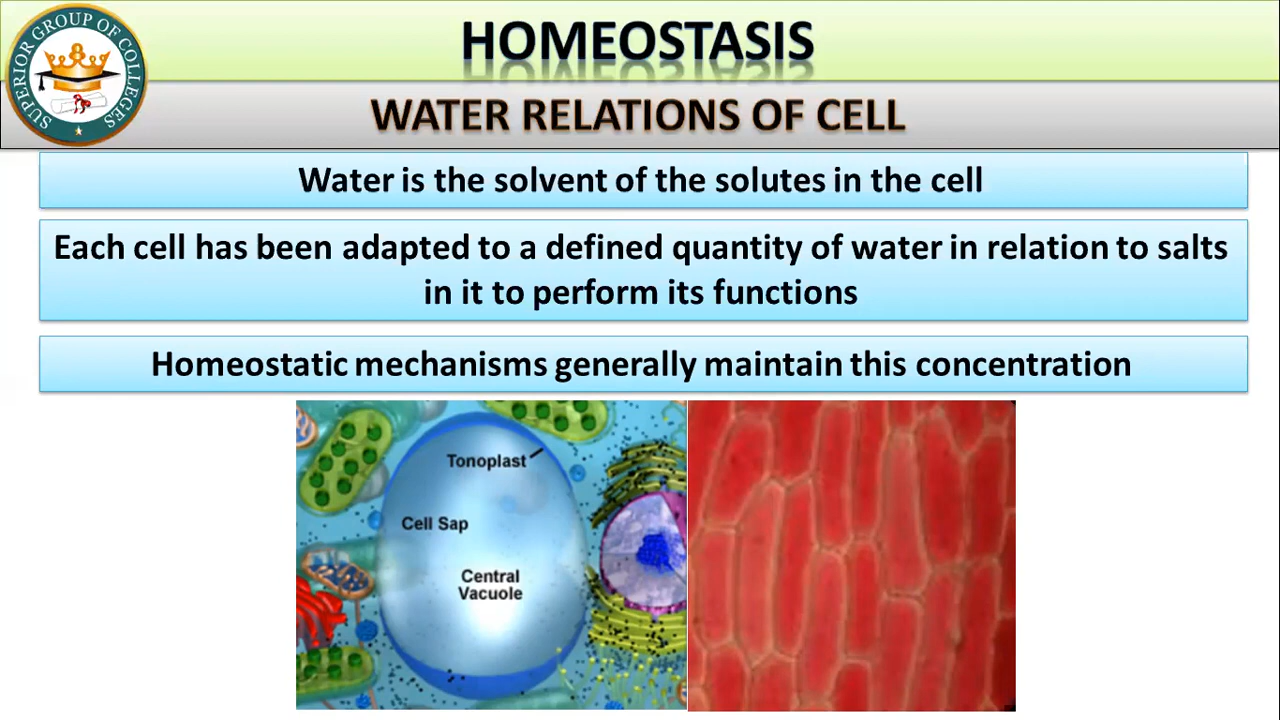 SUPERIOR GROUP OF COLLEGES
HOMEOSTASIS
WATER RELATIONS OF CELL
Water is the solvent of the solutes in the cell
Each cell has been adapted to a defined quantity of water in relation to salts
in it to perform its functions
Homeostatic mechanisms generally maintain this concentration
Tonoplast
Cell Sap
Central
Vacuole